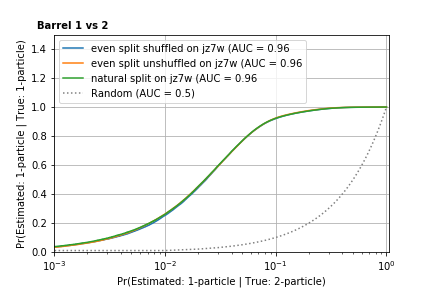 Barrel 1 vs 2
even split shuffled on jz7w (AUC = 0.96
even split unshuffled on jz7w (AUC = 0.96
natural split on jz7w (AUC = 0.96
Random (AUC = 0.5)
Pr(Estimated: 1-particle | True: 1-particle)
1.4
1.2
1.0
0.8
0.6
0.4
0.2
0.0
10⁻³ 10⁻² 10⁻¹ 10⁰
Pr(Estimated: 1-particle | True: 2-particle)